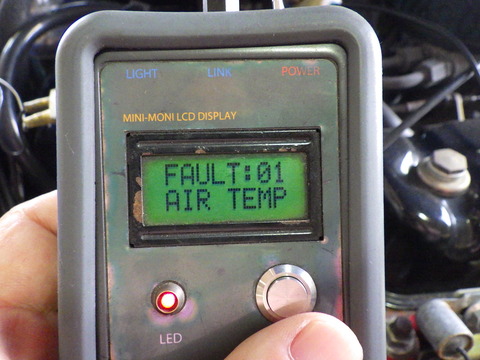 LIGHT LINK POWER
MINI-MONI LCD DISPLAY
FAULT:01
AIR TEMP
LED